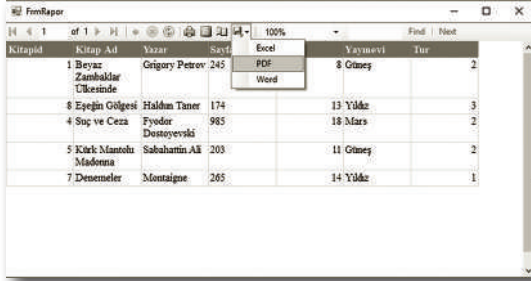 FrmRapor
1 of 1 100% Find | Next
Excel
PDF
Word
Kitapid Kitap Ad Yazar Sayf Yayınevi Tur
1 Beyaz Zambaklar Ülkesinde Grigory Petrov 245 8 Güneş 2
8 Eşeğin Gölgesi Haldun Taner 174 13 Yıldız 3
4 Suç ve Ceza Fyodor Dostoyevski 985 18 Mars 2
5 Kürk Mantolu Madonna Sabahattin Ali 203 11 Güneş 2
7 Denemeler Montaigne 265 14 Yıldız 1